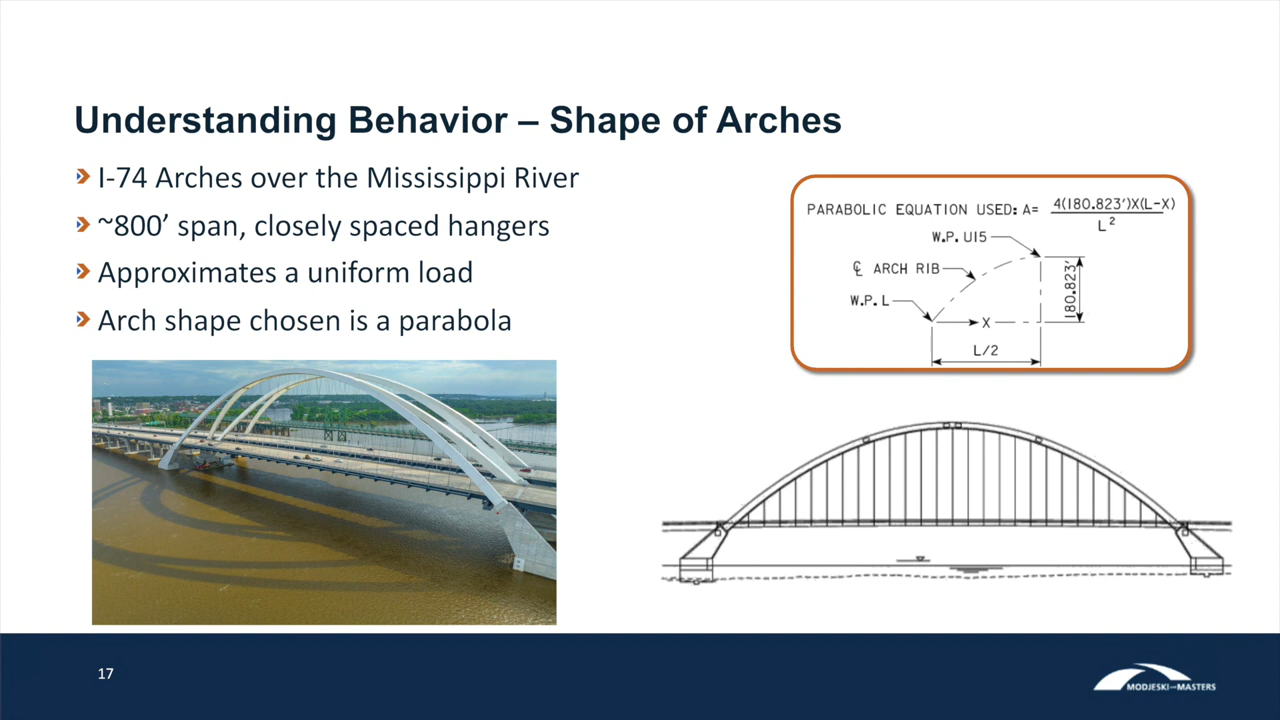 Understanding Behavior – Shape of Arches
I-74 Arches over the Mississippi River
~800’ span, closely spaced hangers
Approximates a uniform load
Arch shape chosen is a parabola
PARABOLIC EQUATION USED: A= 4(180.823')X(L-X)
L²
W.P. U15
℄ ARCH RIB
W.P. L
X
180.823'
L/2
17
MODJESKI and MASTERS